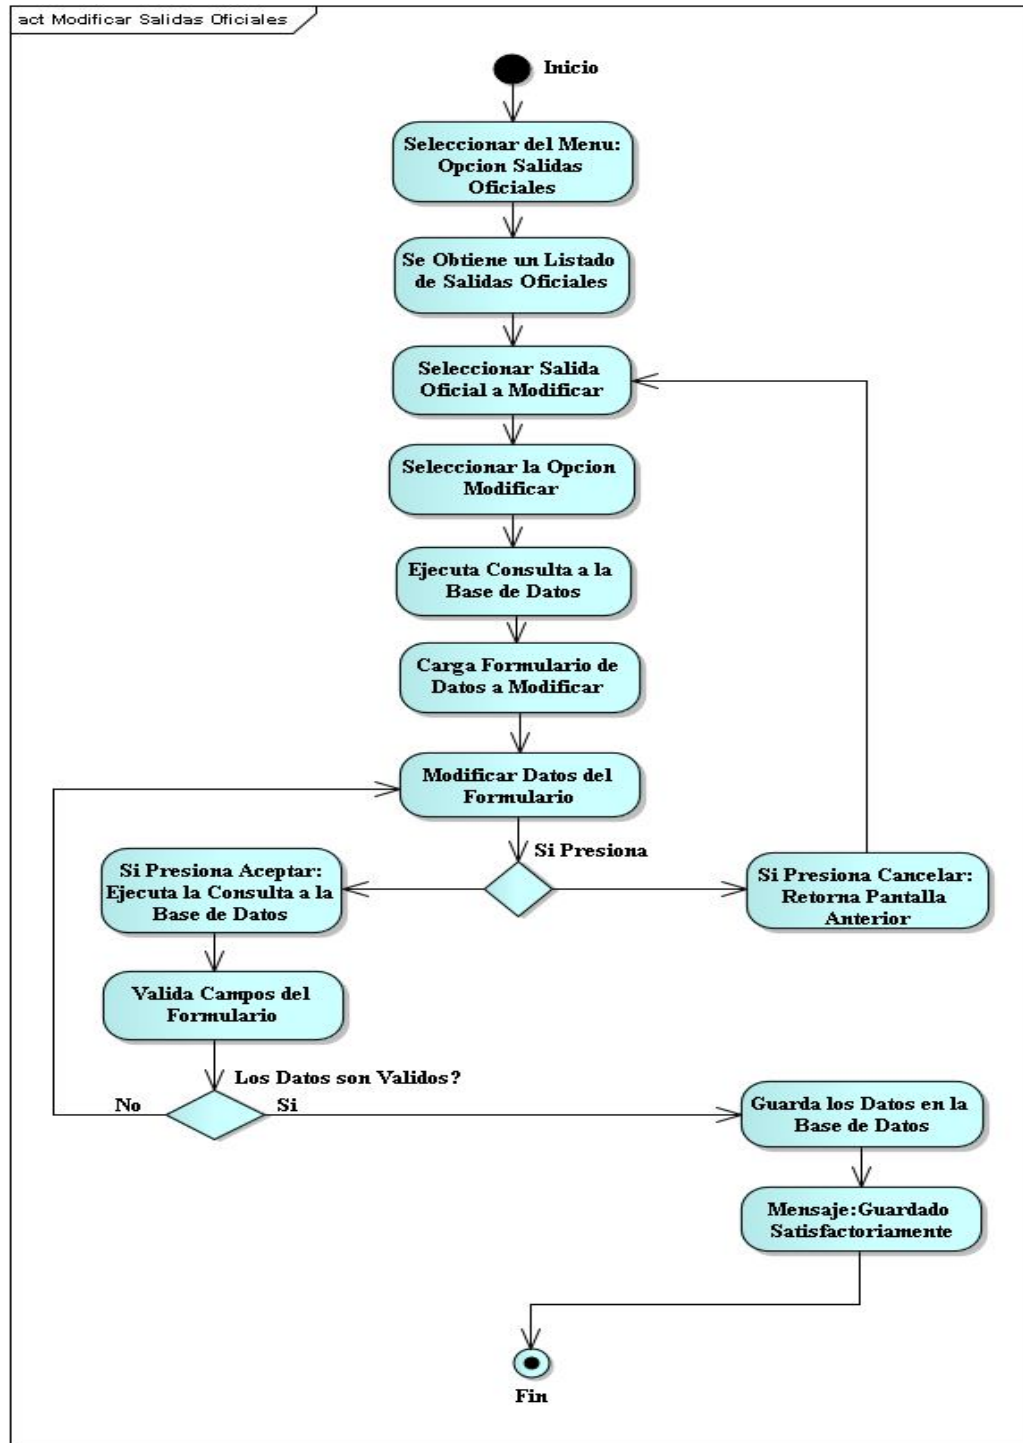 act Modificar Salidas Oficiales
Inicio
Seleccionar del Menu:
Opcion Salidas
Oficiales
Se Obtiene un Listado
de Salidas Oficiales
Seleccionar Salida
Oficial a Modificar
Seleccionar la Opcion
Modificar
Ejecuta Consulta a la
Base de Datos
Carga Formulario de
Datos a Modificar
Modificar Datos del
Formulario
Si Presiona
Si Presiona Aceptar:
Ejecuta la Consulta a la
Base de Datos
Si Presiona Cancelar:
Retorna Pantalla
Anterior
Valida Campos del
Formulario
Los Datos son Validos?
No
Si
Guarda los Datos en la
Base de Datos
Mensaje:Guardado
Satisfactoriamente
Fin